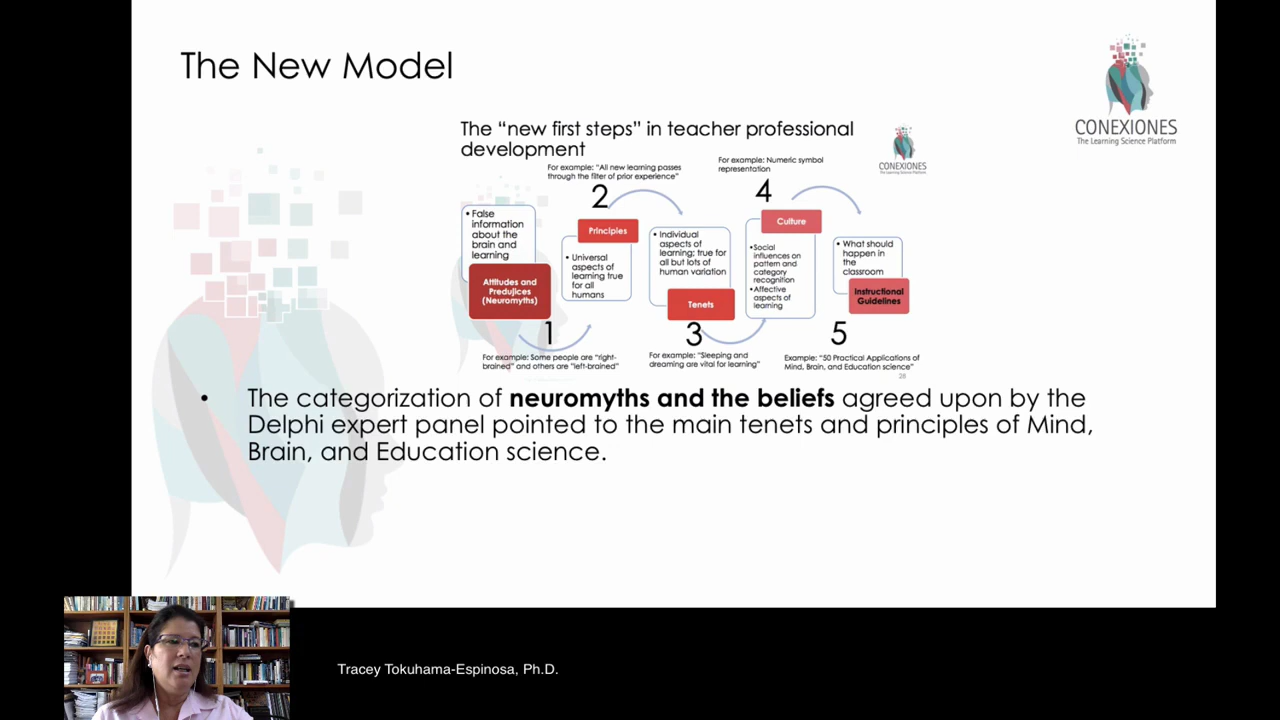 The New Model
CONEXIONES
The Learning Science Platform
The “new first steps” in teacher professional
development
CONEXIONES
The Learning Science Platform
For example: “All new learning passes
through the filter of prior experience”
For example: Numeric symbol
representation
2
4
• False
information
about the
brain and
learning
Attitudes and
Predujices
(Neuromyths)
1
For example: Some people are “right-
brained” and others are “left-brained”
Principles
• Universal
aspects of
learning true
for all
humans
• Individual
aspects of
learning; true for
all but lots of
human variation
Tenets
3
For example: “Sleeping and
dreaming are vital for learning”
Culture
•Social
influences on
pattern and
category
recognition
•Affective
aspects of
learning
• What should
happen in
the
classroom
Instructional
Guidelines
5
Example: “50 Practical Applications of
Mind, Brain, and Education science”
28
• The categorization of neuromyths and the beliefs agreed upon by the
Delphi expert panel pointed to the main tenets and principles of Mind,
Brain, and Education science.
Tracey Tokuhama-Espinosa, Ph.D.